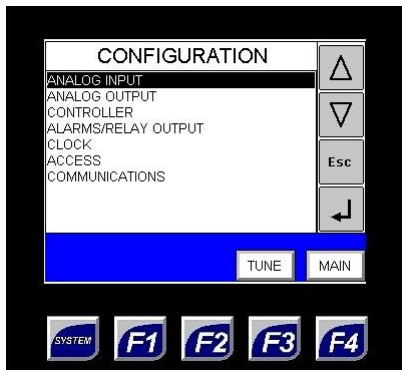 CONFIGURATION
ANALOG INPUT
ANALOG OUTPUT
CONTROLLER
ALARMS/RELAY OUTPUT
CLOCK
ACCESS
COMMUNICATIONS
Esc
TUNE MAIN
SYSTEM F1 F2 F3 F4